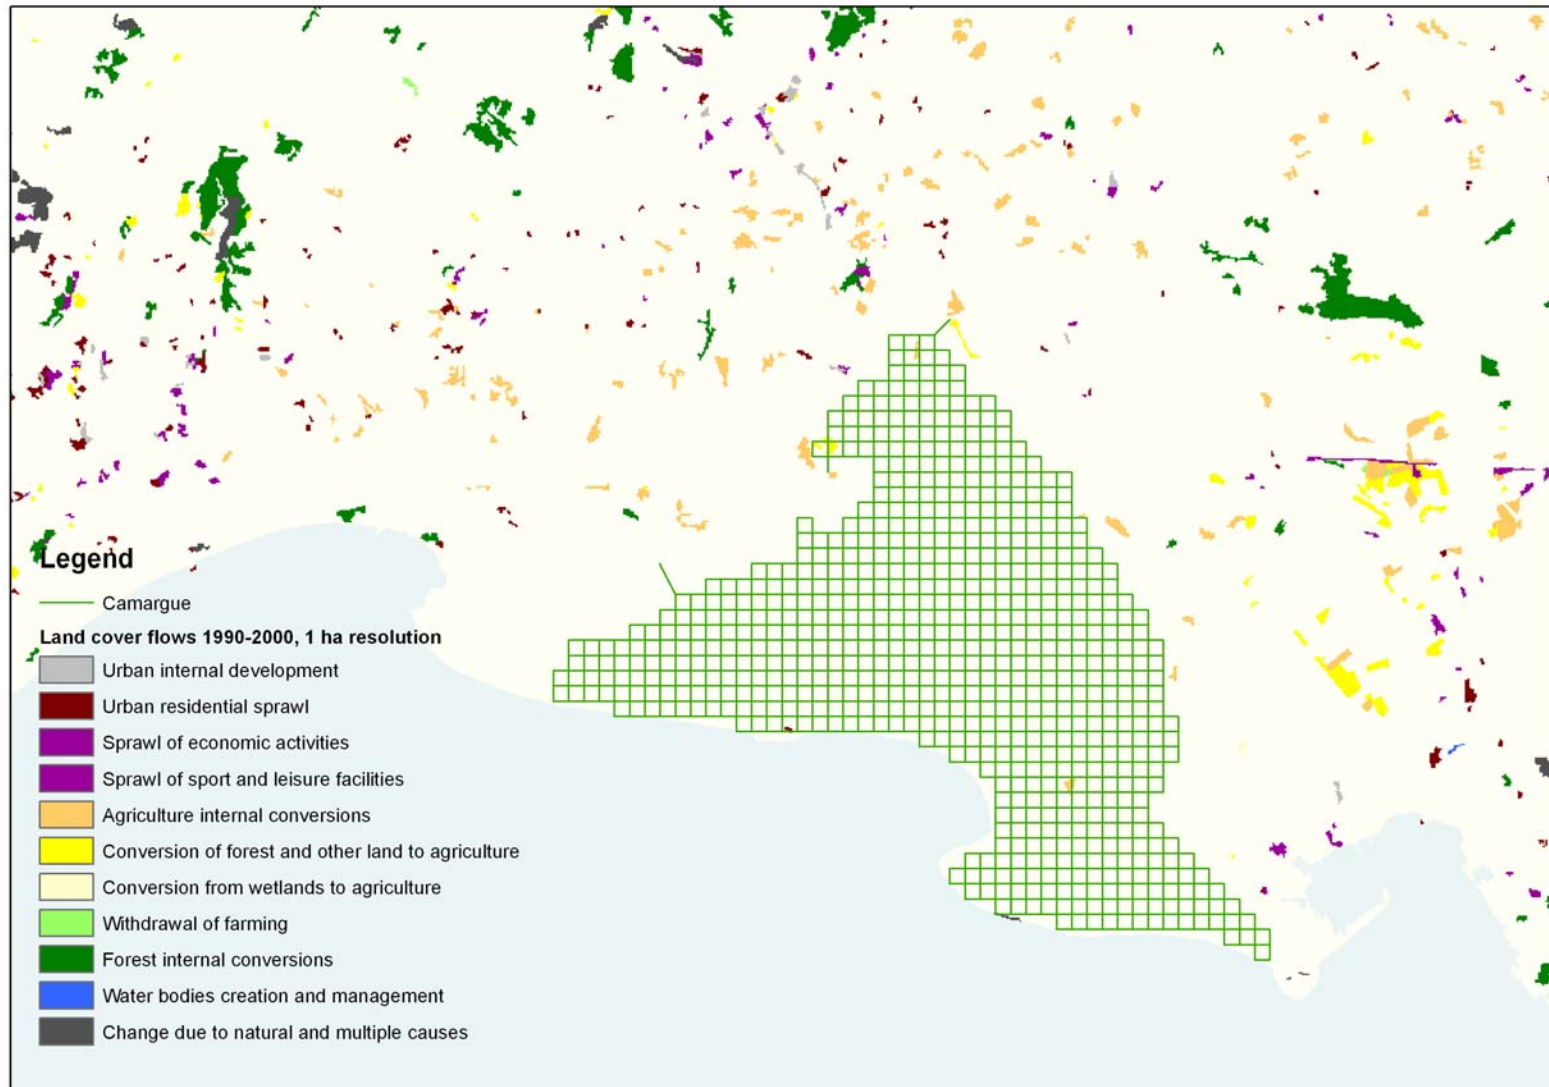 Legend
Camargue
Land cover flows 1990-2000, 1 ha resolution
Urban internal development
Urban residential sprawl
Sprawl of economic activities
Sprawl of sport and leisure facilities
Agriculture internal conversions
Conversion of forest and other land to agriculture
Conversion from wetlands to agriculture
Withdrawal of farming
Forest internal conversions
Water bodies creation and management
Change due to natural and multiple causes